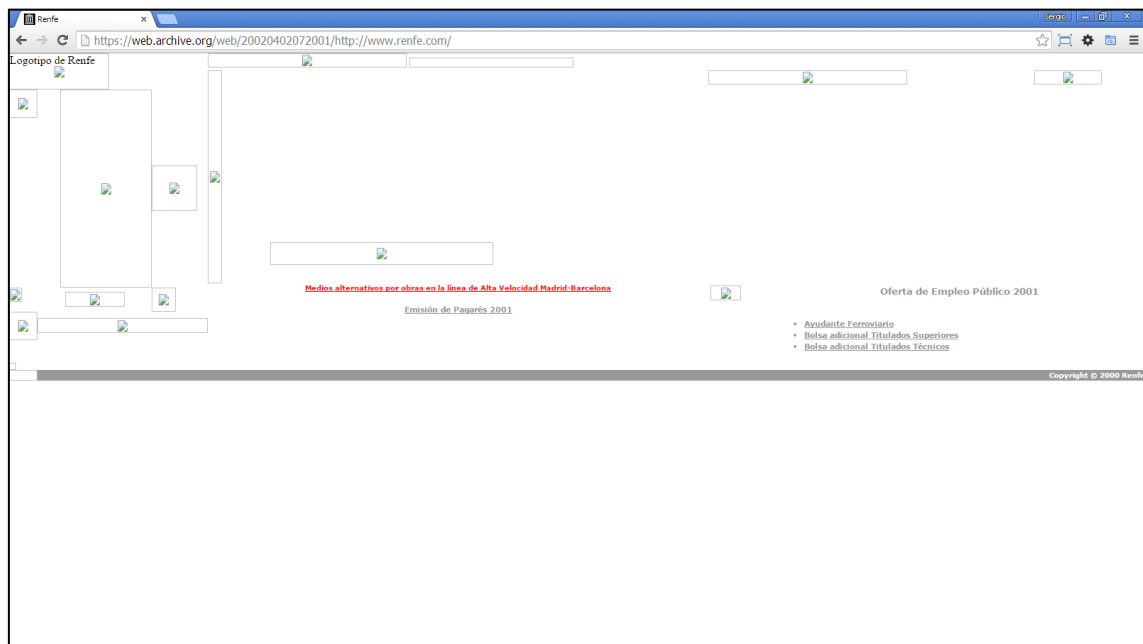 Renfe
Sergio
https://web.archive.org/web/20020402072001/http://www.renfe.com/
Logotipo de Renfe
Medios alternativos por obras en la línea de Alta Velocidad Madrid-Barcelona
Emisión de Pagarés 2001
Oferta de Empleo Público 2001
Ayudante Ferroviario
Bolsa adicional Titulados Superiores
Bolsa adicional Titulados Técnicos
Copyright © 2000 Renfe